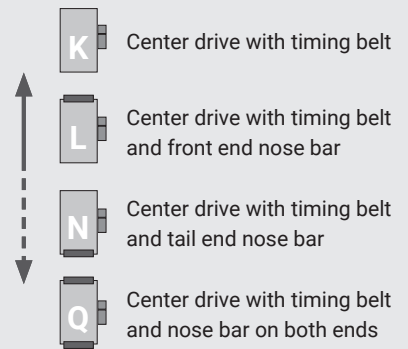 K Center drive with timing belt
Center drive with timing belt
L and front end nose bar
Center drive with timing belt
N and tail end nose bar
Center drive with timing belt
Q and nose bar on both ends